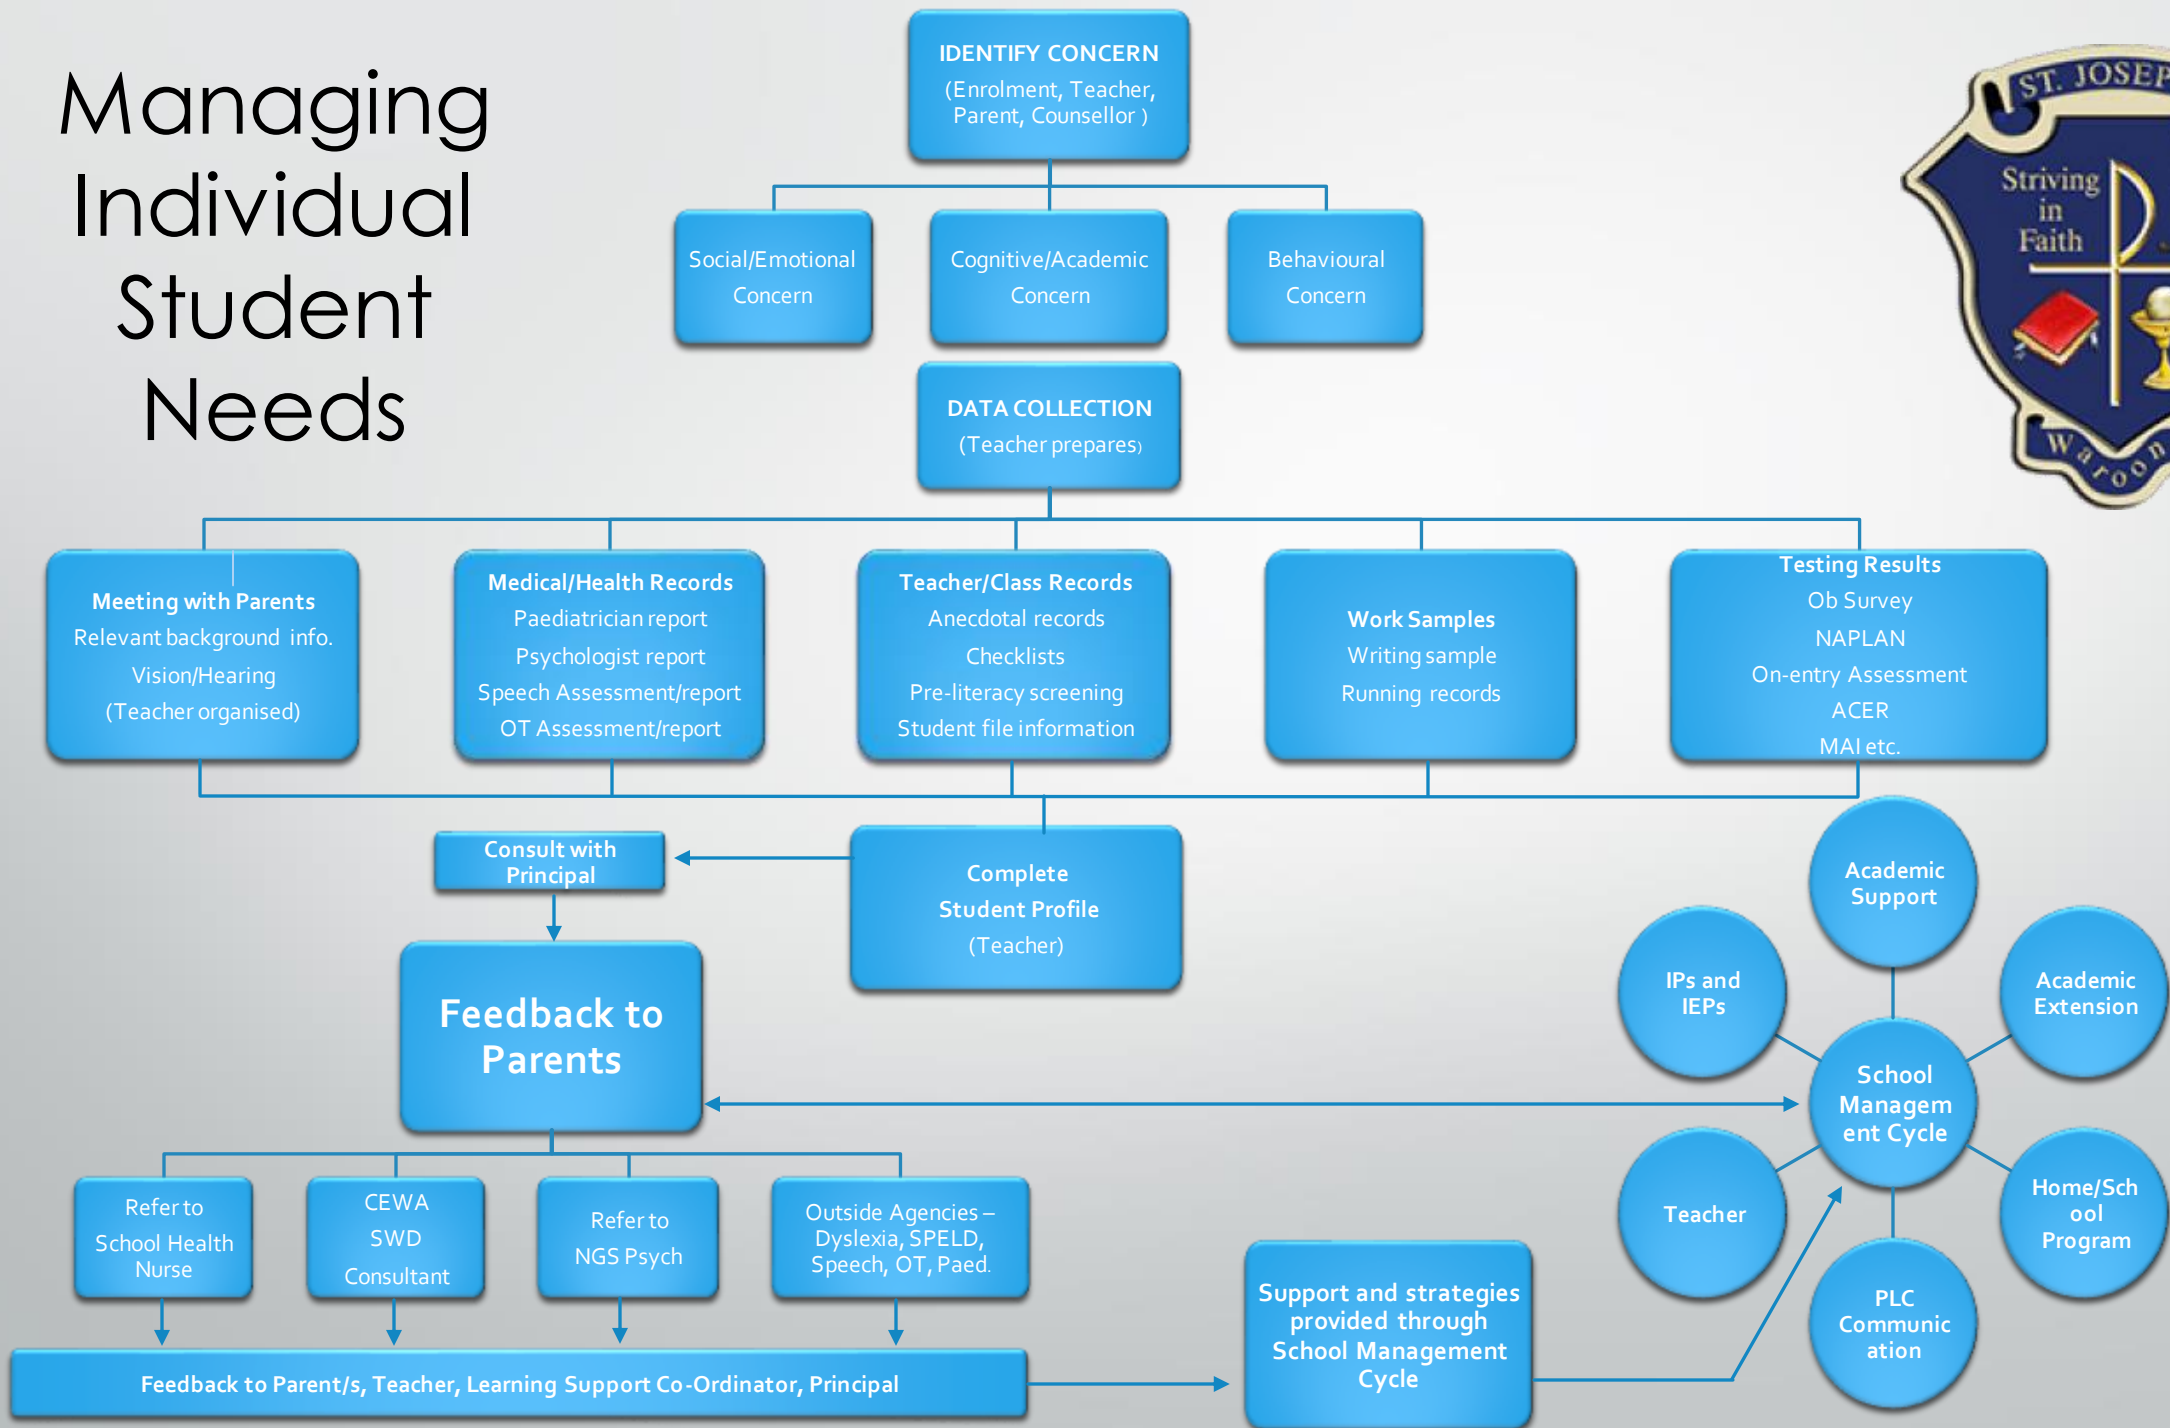 Managing
Individual
Student
Needs
IDENTIFY CONCERN
(Enrolment, Teacher,
Parent, Counsellor )
ST. JOSEP
Striving
in
Faith
Waroon
Social/Emotional
Concern
Cognitive/Academic
Concern
Behavioural
Concern
DATA COLLECTION
(Teacher prepares)
Meeting with Parents
Relevant background info.
Vision/Hearing
(Teacher organised)
Medical/Health Records
Paediatrician report
Psychologist report
Speech Assessment/report
OT Assessment/report
Teacher/Class Records
Anecdotal records
Checklists
Pre-literacy screening
Student file information
Work Samples
Writing sample
Running records
Testing Results
Ob Survey
NAPLAN
On-entry Assessment
ACER
MAI etc.
Consult with
Principal
Complete
Student Profile
(Teacher)
Feedback to
Parents
Academic
Support
IPs and
IEPs
Academic
Extension
School
Managem
ent Cycle
Teacher
Home/Sch
ool
Program
PLC
Communic
ation
Refer to
School Health
Nurse
CEWA
SWD
Consultant
Refer to
NGS Psych
Outside Agencies –
Dyslexia, SPELD,
Speech, OT, Paed.
Support and strategies
provided through
School Management
Cycle
Feedback to Parent/s, Teacher, Learning Support Co-Ordinator, Principal